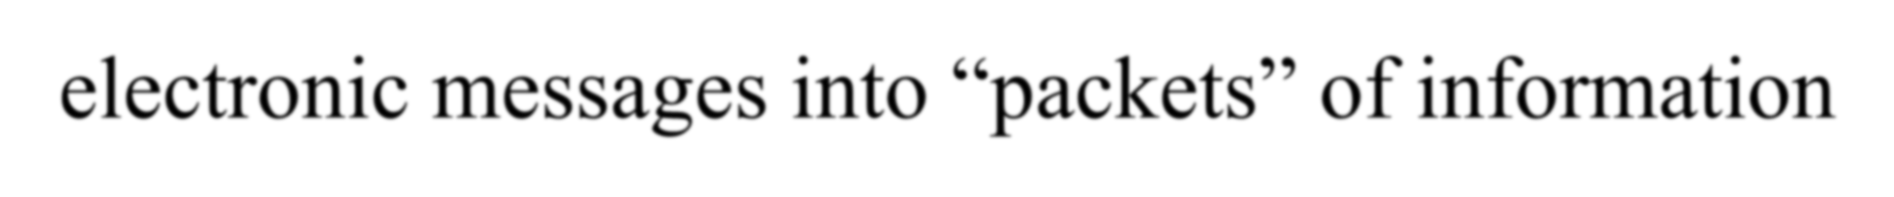 electronic messages into “packets” of information